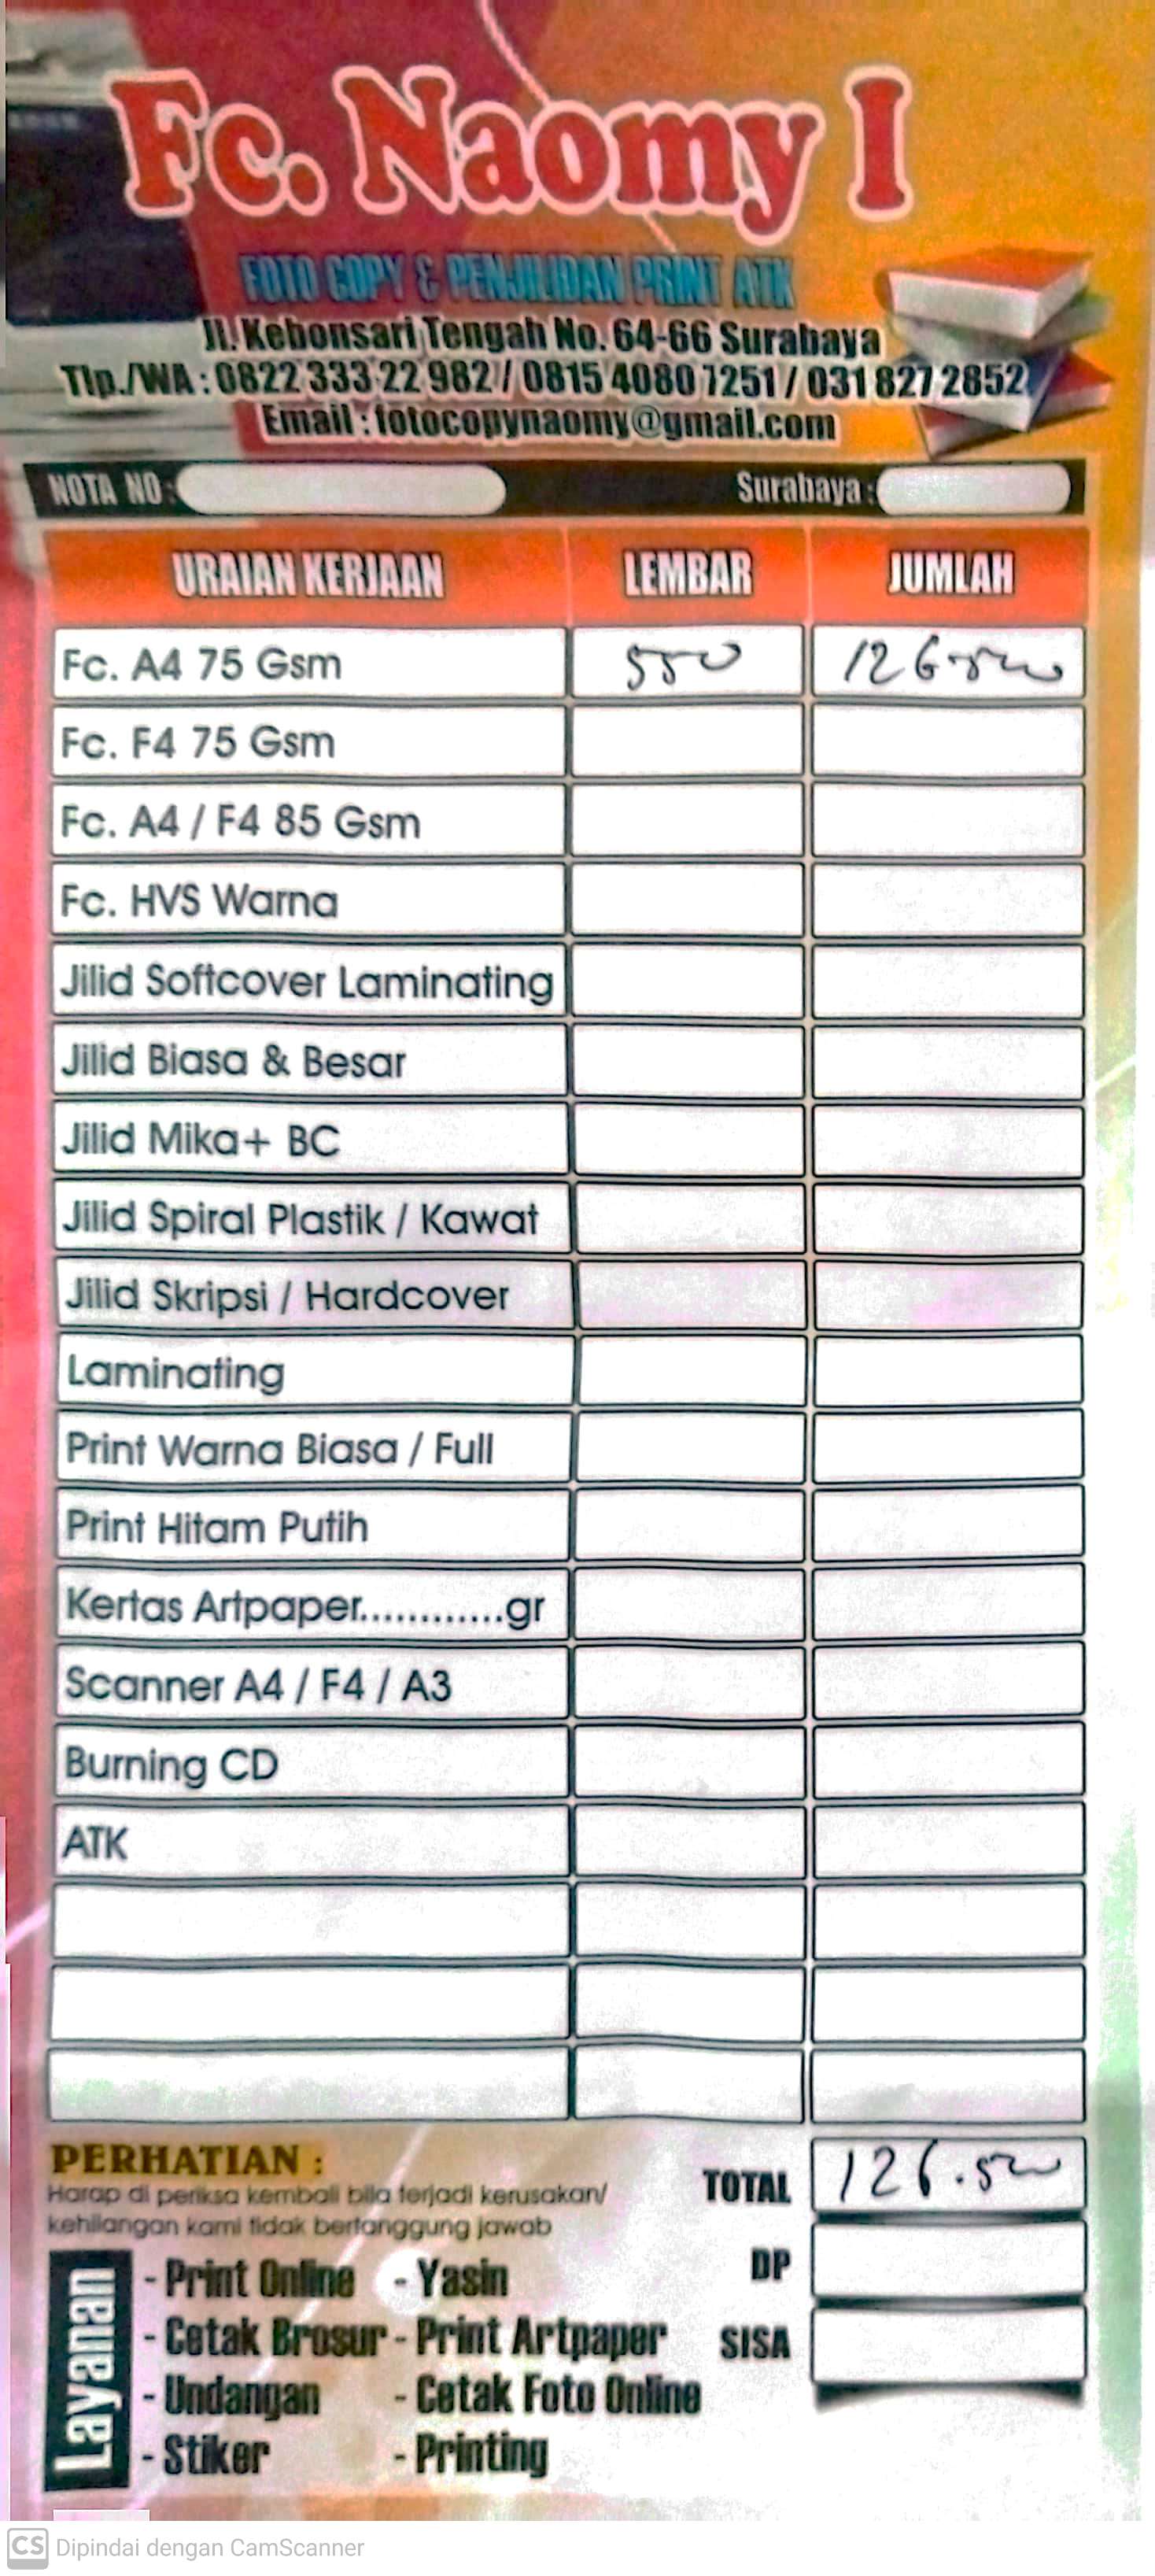 Fc. Naomy I
FOTO COPY & PENJILIDAN PRINT ATK
Jl. Kebonsari Tengah No. 64-66 Surabaya
Tlp./WA : 0822 333 22 982 / 0815 4080 7251 / 031 827 2852
Email : fotocopynaomy@gmail.com
NOTA NO : Surabaya :
URAIAN KERJAAN LEMBAR JUMLAH
Fc. A4 75 Gsm 550 126.500
Fc. F4 75 Gsm
Fc. A4 / F4 85 Gsm
Fc. HVS Warna
Jilid Softcover Laminating
Jilid Biasa & Besar
Jilid Mika+ BC
Jilid Spiral Plastik / Kawat
Jilid Skripsi / Hardcover
Laminating
Print Warna Biasa / Full
Print Hitam Putih
Kertas Artpaper............gr
Scanner A4 / F4 / A3
Burning CD
ATK
PERHATIAN :
Harap di periksa kembali bila terjadi kerusakan/
kehilangan kami tidak bertanggung jawab
TOTAL 126.500
DP
SISA
Layanan
- Print Online - Yasin
- Cetak Brosur - Print Artpaper
- Undangan - Cetak Foto Online
- Stiker - Printing
CS Dipindai dengan CamScanner